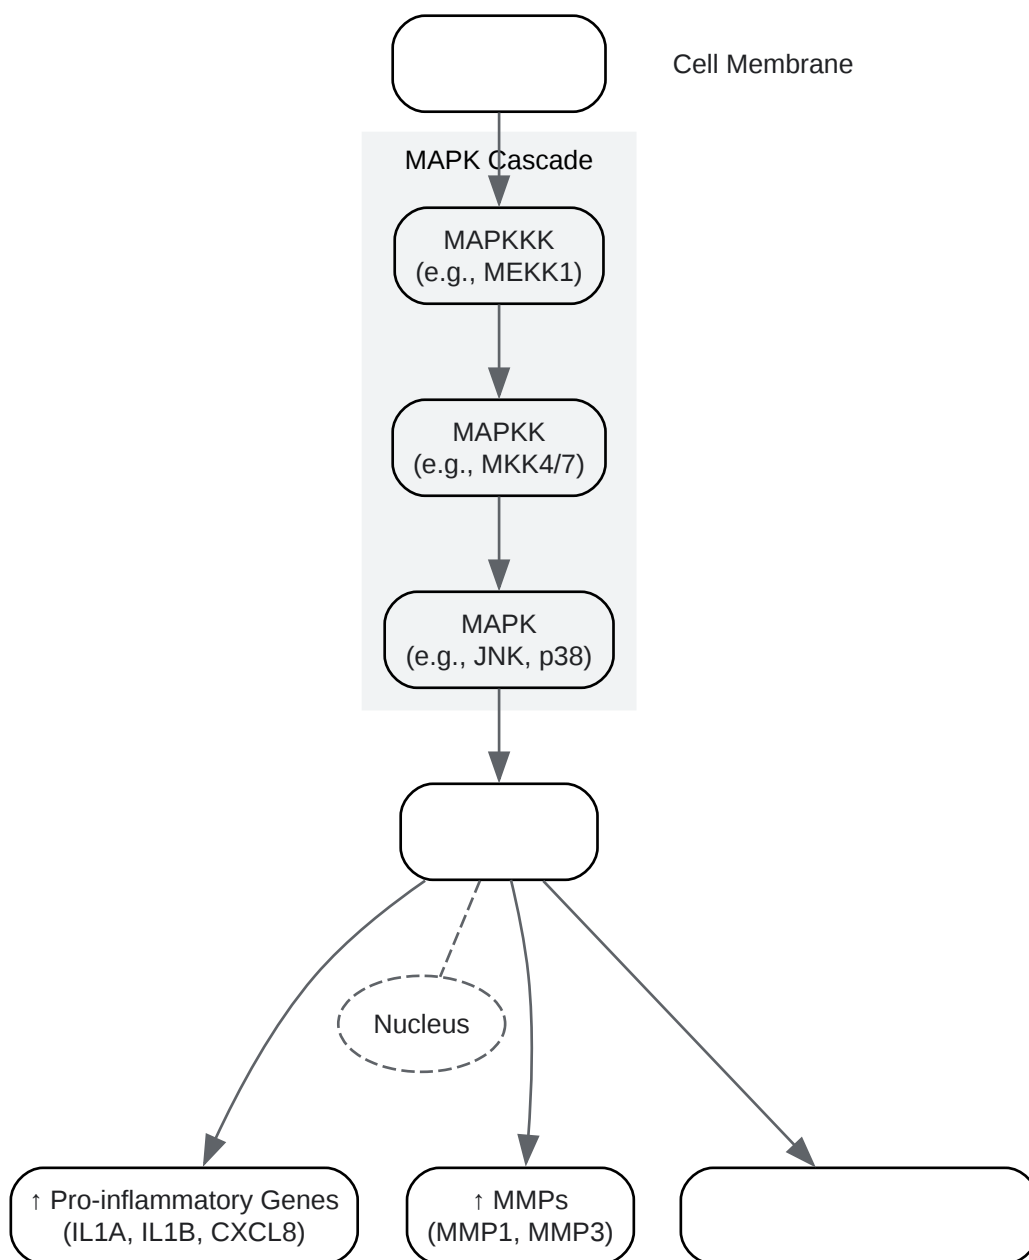 Cell Membrane
MAPK Cascade
MAPKKK
(e.g., MEKK1)
MAPKK
(e.g., MKK4/7)
MAPK
(e.g., JNK, p38)
Nucleus
↑ Pro-inflammatory Genes
(IL1A, IL1B, CXCL8)
↑ MMPs
(MMP1, MMP3)